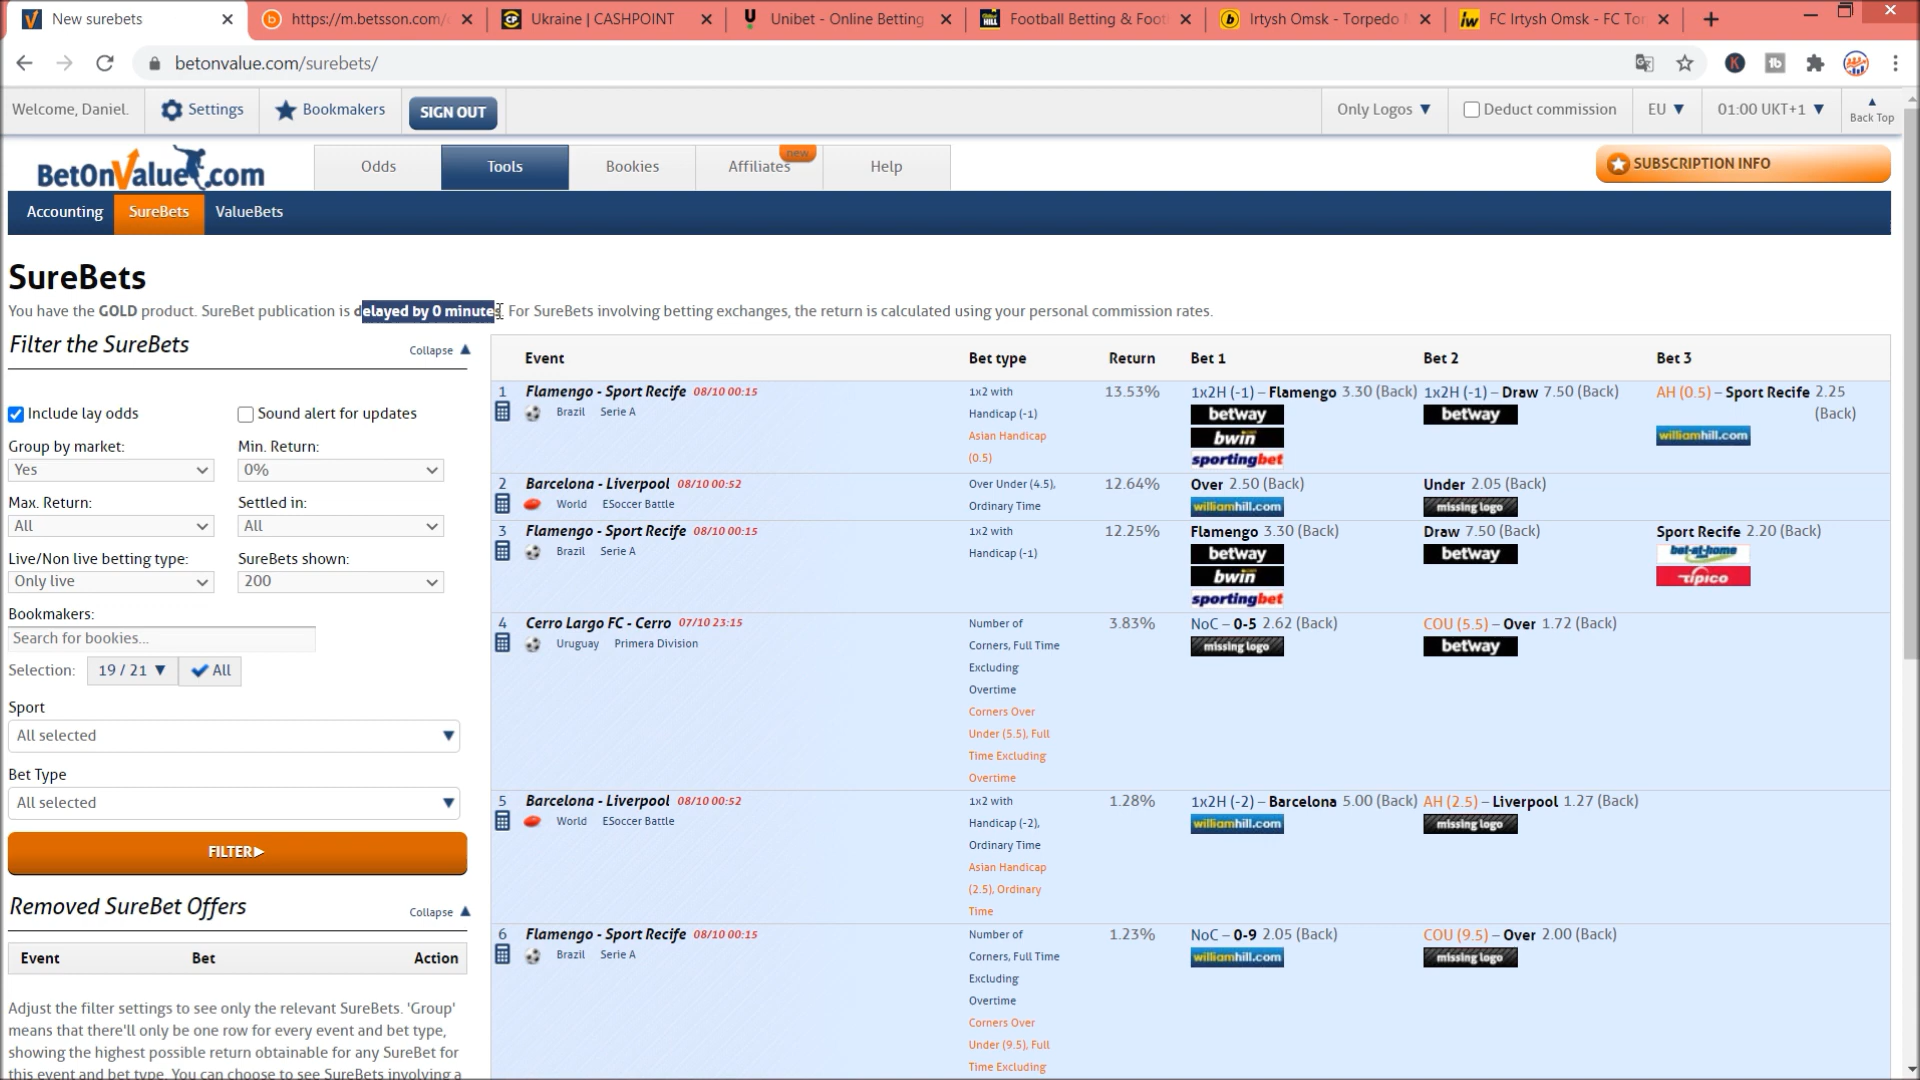 New surebets
https://m.betsson.com/
Ukraine | CASHPOINT
Unibet - Online Betting
Football Betting & Foot
Irtysh Omsk - Torpedo
FC Irtysh Omsk - FC Tor
betonvalue.com/surebets/
Welcome, Daniel.
Settings
Bookmakers
SIGN OUT
Only Logos ▼
Deduct commission
EU ▼
01:00 UKT+1 ▼
Back Top
BetOnValue.com
Odds
Tools
Bookies
Affiliates
new
Help
SUBSCRIPTION INFO
Accounting
SureBets
ValueBets
SureBets
You have the GOLD product. SureBet publication is delayed by 0 minutes. For SureBets involving betting exchanges, the return is calculated using your personal commission rates.
Filter the SureBets
Collapse ▲
Include lay odds
Sound alert for updates
Group by market:
Min. Return:
Yes
0%
Max. Return:
Settled in:
All
All
Live/Non live betting type:
SureBets shown:
Only live
200
Bookmakers:
Search for bookies...
Selection:
19 / 21 ▼
All
Sport
All selected
Bet Type
All selected
FILTER▶
Removed SureBet Offers
Collapse ▲
Event Bet Action
Adjust the filter settings to see only the relevant SureBets. 'Group'
means that there'll only be one row for every event and bet type,
showing the highest possible return obtainable for any SureBet for
this event and bet type. You can choose to see SureBets involving a
Event Bet type Return Bet 1 Bet 2 Bet 3
1 Flamengo - Sport Recife 08/10 00:15
Brazil Serie A
1x2 with
Handicap (-1)
Asian Handicap
(0.5)
13.53%
1x2H (-1) – Flamengo 3.30 (Back)
betway
bwin
sportingbet
1x2H (-1) – Draw 7.50 (Back)
betway
AH (0.5) – Sport Recife 2.25
(Back)
williamhill.com
2 Barcelona - Liverpool 08/10 00:52
World ESoccer Battle
Over Under (4.5),
Ordinary Time
12.64%
Over 2.50 (Back)
williamhill.com
Under 2.05 (Back)
missing logo
3 Flamengo - Sport Recife 08/10 00:15
Brazil Serie A
1x2 with
Handicap (-1)
12.25%
Flamengo 3.30 (Back)
betway
bwin
sportingbet
Draw 7.50 (Back)
betway
Sport Recife 2.20 (Back)
bet-at-home
tipico
4 Cerro Largo FC - Cerro 07/10 23:15
Uruguay Primera Division
Number of
Corners, Full Time
Excluding
Overtime
Corners Over
Under (5.5), Full
Time Excluding
Overtime
3.83%
NoC – 0-5 2.62 (Back)
missing logo
COU (5.5) – Over 1.72 (Back)
betway
5 Barcelona - Liverpool 08/10 00:52
World ESoccer Battle
1x2 with
Handicap (-2),
Ordinary Time
Asian Handicap
(2.5), Ordinary
Time
1.28%
1x2H (-2) – Barcelona 5.00 (Back)
williamhill.com
AH (2.5) – Liverpool 1.27 (Back)
missing logo
6 Flamengo - Sport Recife 08/10 00:15
Brazil Serie A
Number of
Corners, Full Time
Excluding
Overtime
Corners Over
Under (9.5), Full
Time Excluding
1.23%
NoC – 0-9 2.05 (Back)
williamhill.com
COU (9.5) – Over 2.00 (Back)
missing logo